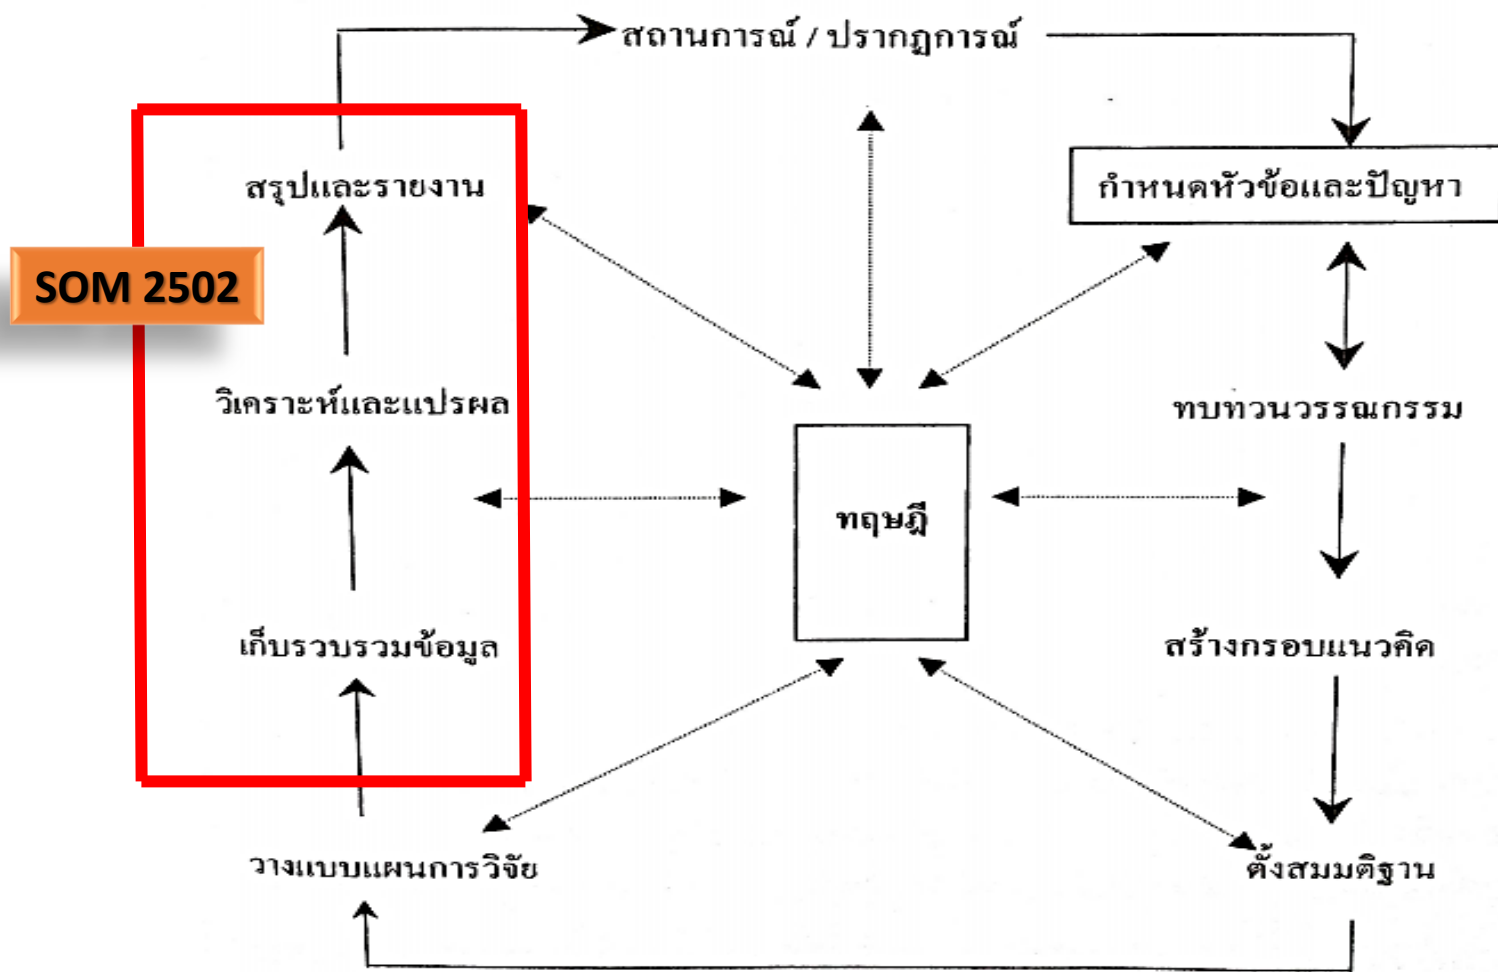 สถานการณ์ / ปรากฏการณ์
สรุปและรายงาน
กำหนดหัวข้อและปัญหา
SOM 2502
วิเคราะห์และแปรผล
ทบทวนวรรณกรรม
ทฤษฎี
เก็บรวบรวมข้อมูล
สร้างกรอบแนวคิด
วางแบบแผนการวิจัย
ตั้งสมมติฐาน